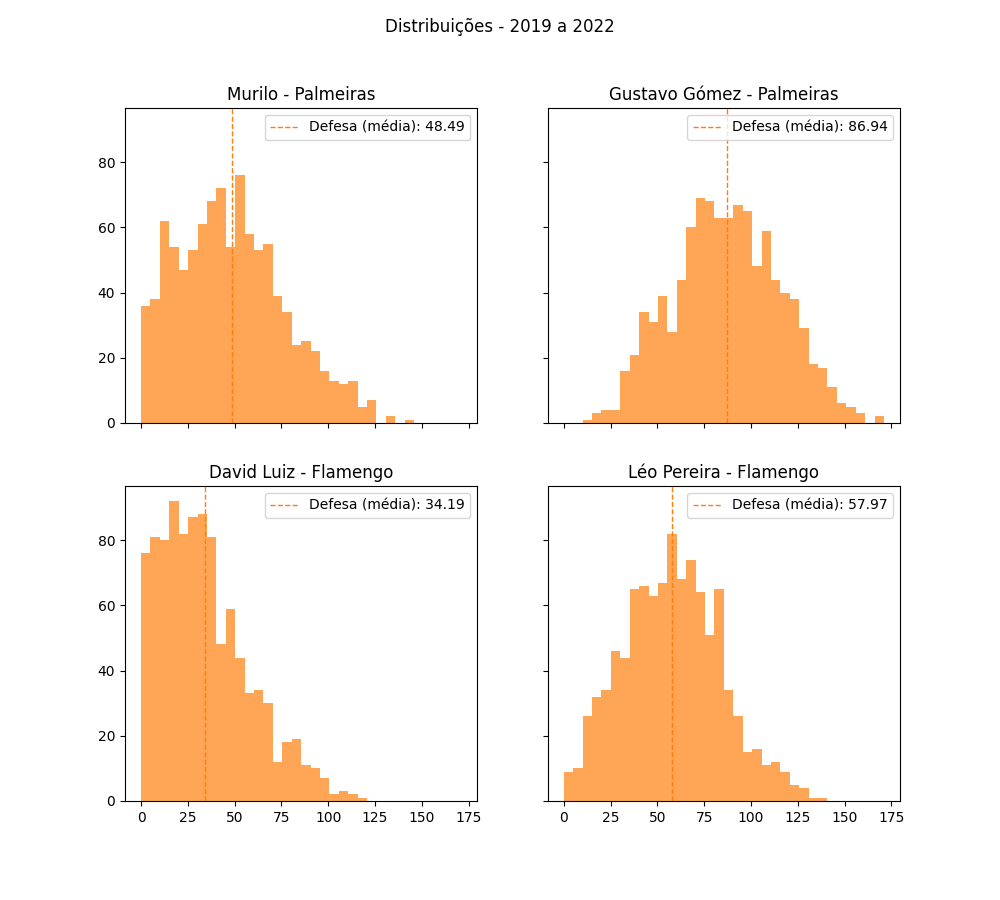 Distribuições - 2019 a 2022
Murilo - Palmeiras
Defesa (média): 48.49
80
60
40
20
0
Gustavo Gómez - Palmeiras
Defesa (média): 86.94
David Luiz - Flamengo
Defesa (média): 34.19
80
60
40
20
0
0 25 50 75 100 125 150 175
Léo Pereira - Flamengo
Defesa (média): 57.97
0 25 50 75 100 125 150 175